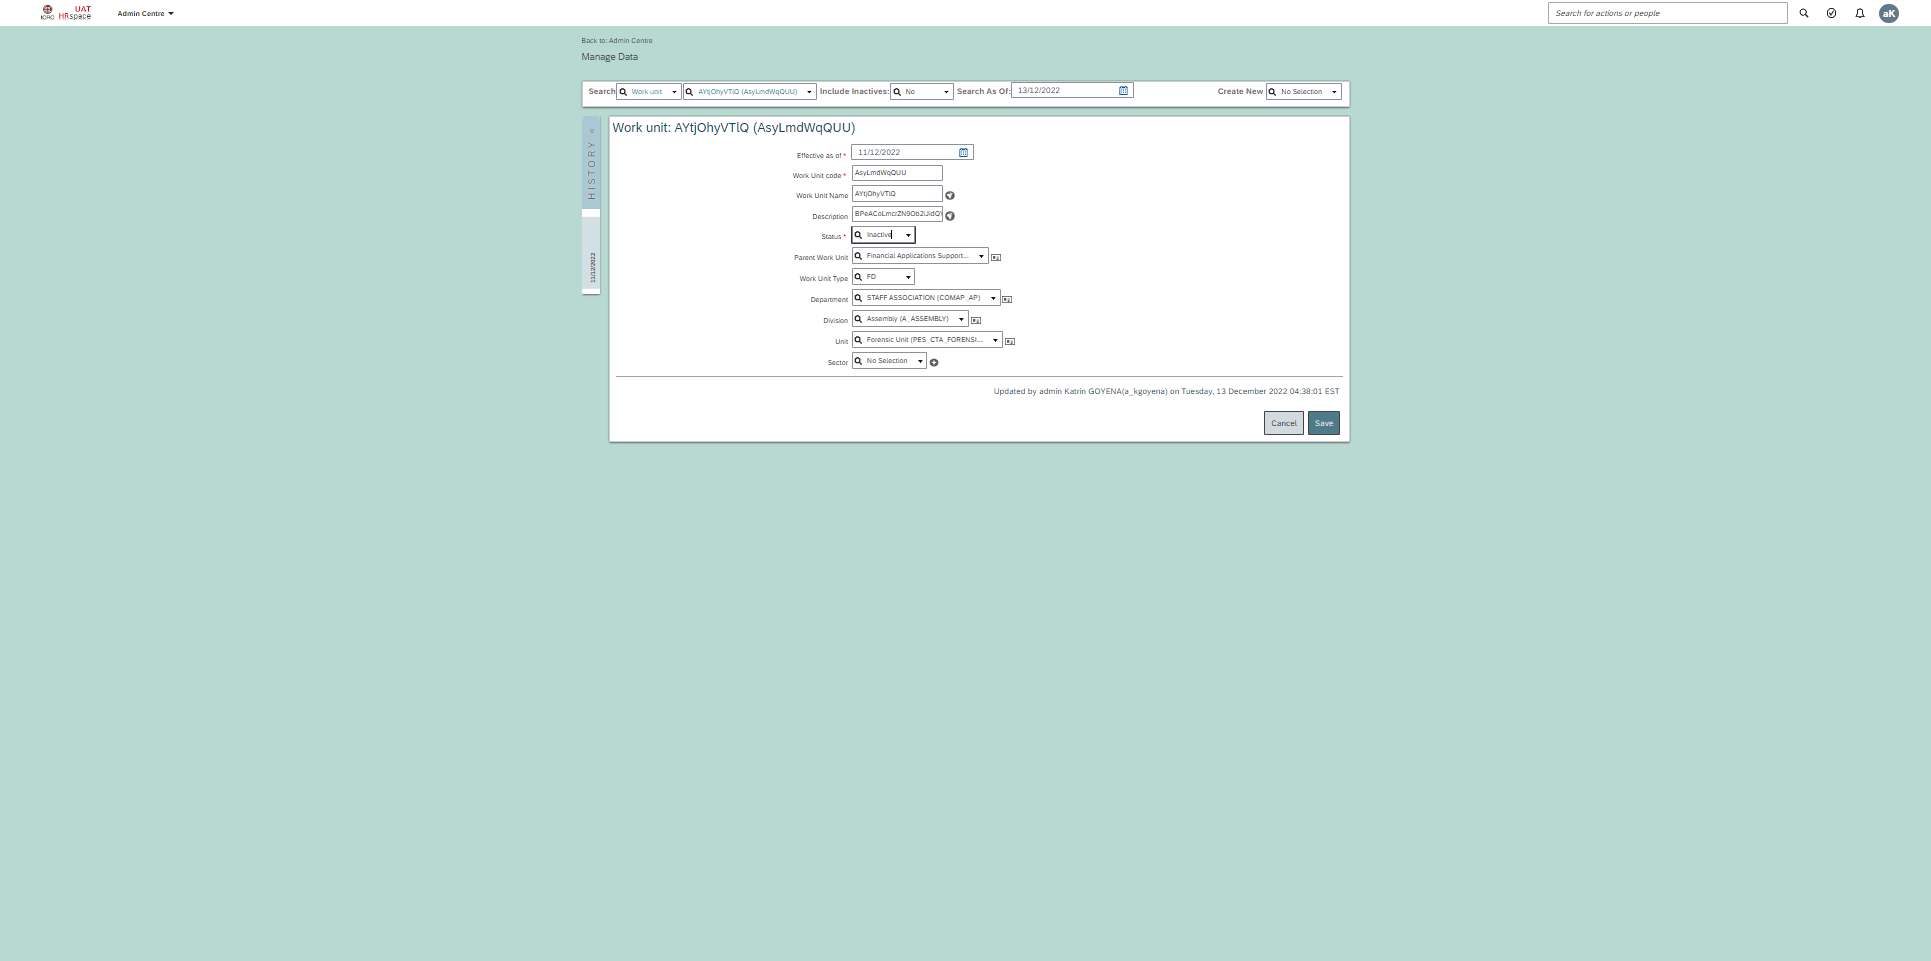 ICRC UAT HRspace Admin Centre Search for actions or people aK
Back to: Admin Centre
Manage Data
Search Work unit AYtjOhyVTlQ (AsyLmdWqQUU) Include Inactives: No Search As Of: 13/12/2022 Create New No Selection
HISTORY
11/12/2022
Work unit: AYtjOhyVTlQ (AsyLmdWqQUU)
Effective as of * 11/12/2022
Work Unit code * AsyLmdWqQUU
Work Unit Name AYtjOhyVTlQ
Description
Status * Inactive
Parent Work Unit Financial Applications Support...
Work Unit Type FD
Department STAFF ASSOCIATION (COMAP_AP)
Division Assembly (A_ASSEMBLY)
Unit Forensic Unit (PES_CTA_FORENSI...
Sector No Selection
Updated by admin Katrin GOYENA(a_kgoyena) on Tuesday, 13 December 2022 04:38:01 EST
Cancel Save